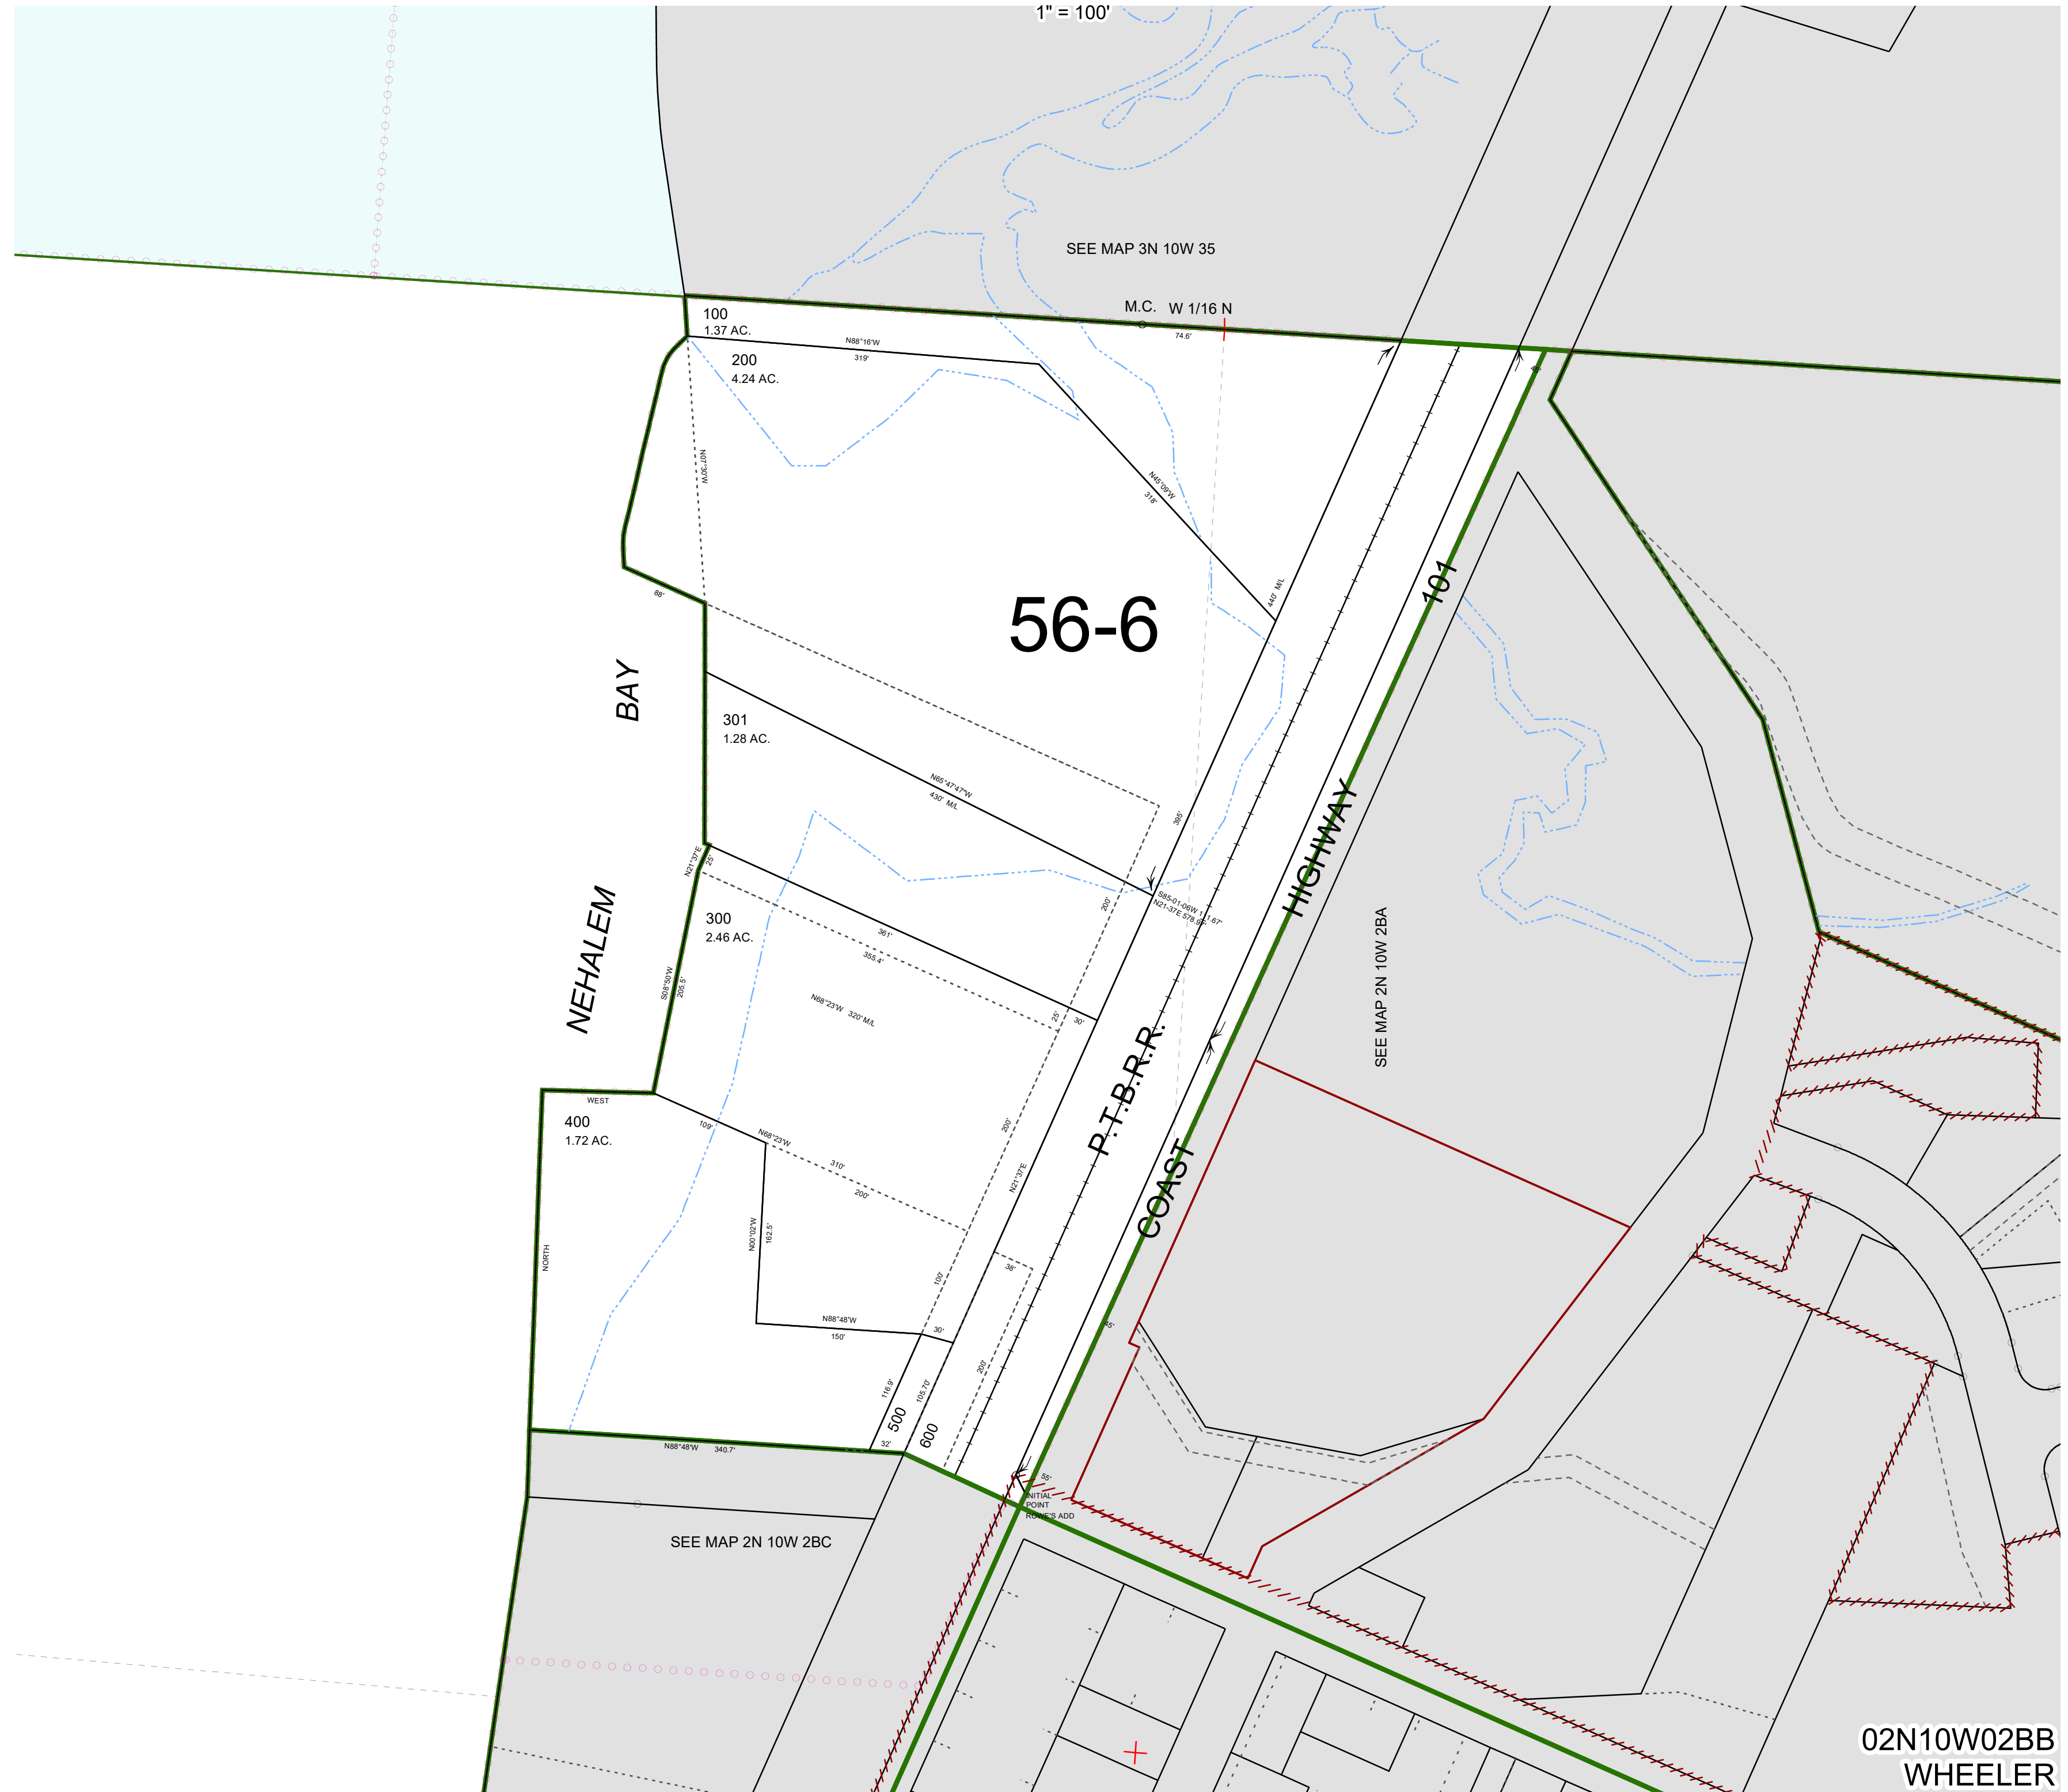 1" = 100'
SEE MAP 3N 10W 35
M.C.
W 1/16 N
74.6'
100
1.37 AC.
N88°16'W
319'
200
4.24 AC.
N07°30'W
N45°09'W
318'
440' M/L
88'
56-6
101
BAY
301
1.28 AC.
N65°47'47"W
430' M/L
395'
HIGHWAY
N21°37'E
25'
200'
N21-37E 578.9
NEHALEM
300
2.46 AC.
361'
355.4'
SEE MAP 2N 10W 2BA
S08°50'W
205.5'
N68°23'W 320' M/L
25'
30'
P.T.B.R.R.
WEST
400
1.72 AC.
109'
N68°23'W
310'
200'
200'
N21°37'E
COAST
NORTH
N00°02'W
162.5'
100'
38'
N88°48'W
150'
30'
45'
200'
116.9'
105.70'
500
600
32'
N88°48'W
340.7'
55'
INITIAL
POINT
ROWE'S ADD
SEE MAP 2N 10W 2BC
02N10W02BB
WHEELER